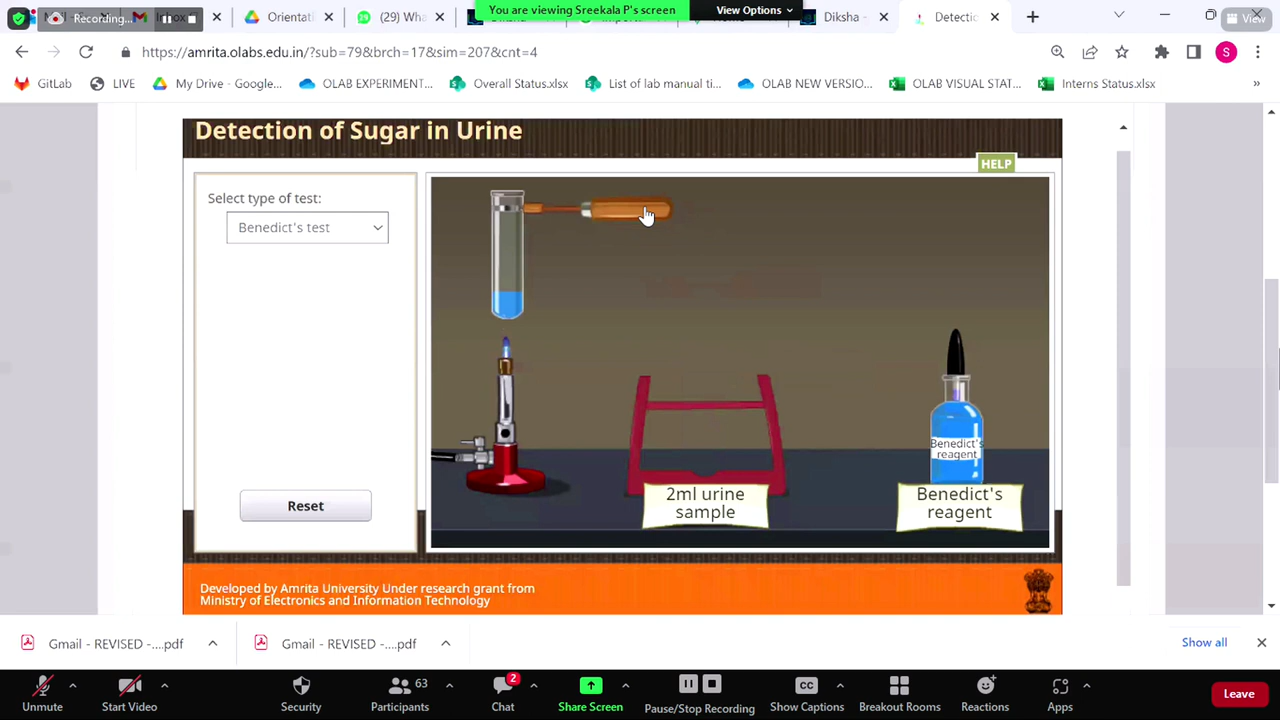 Recording...
Inbox
Orientati
(29) Wha
You are viewing Sreekala P's screen
View Options
Diksha -
Detectio
View
https://amrita.olabs.edu.in/?sub=79&brch=17&sim=207&cnt=4
S
GitLab
LIVE
My Drive - Google...
OLAB EXPERIMENT...
Overall Status.xlsx
List of lab manual ti...
OLAB NEW VERSIO...
OLAB VISUAL STAT...
Interns Status.xlsx
»
Detection of Sugar in Urine
HELP
Select type of test:
Benedict's test
Reset
Benedict's
reagent
2ml urine
sample
Benedict's
reagent
Developed by Amrita University Under research grant from
Ministry of Electronics and Information Technology
Gmail - REVISED -....pdf
Gmail - REVISED -....pdf
Show all
Unmute
Start Video
Security
63
Participants
2
Chat
Share Screen
Pause/Stop Recording
CC
Show Captions
Breakout Rooms
Reactions
Apps
Leave